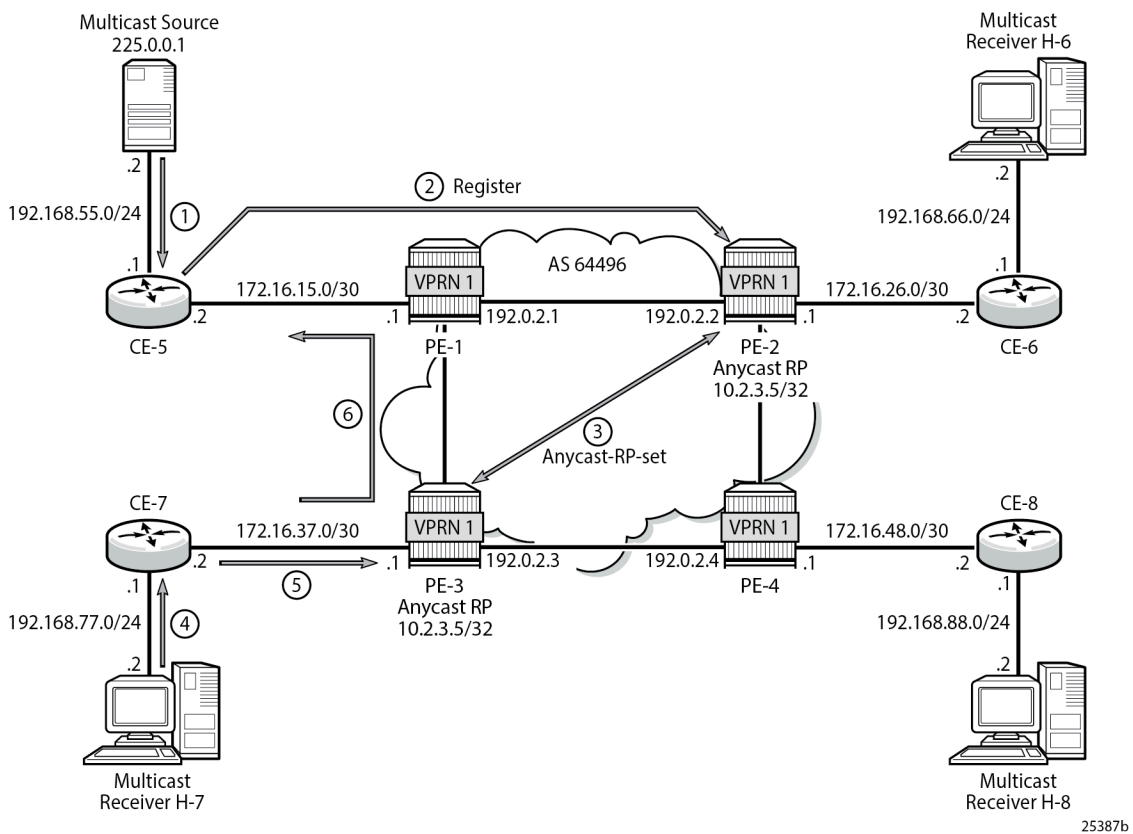 Multicast Source
225.0.0.1
Multicast
Receiver H-6
.2
.2
2 Register
192.168.55.0/24
1
192.168.66.0/24
AS 64496
.1
.1
VPRN 1
VPRN 1
172.16.15.0/30
172.16.26.0/30
.2
.1
192.0.2.1
192.0.2.2
.1
.2
CE-5
PE-1
PE-2
Anycast RP
10.2.3.5/32
CE-6
6
3
Anycast-RP-set
CE-7
CE-8
VPRN 1
VPRN 1
172.16.37.0/30
172.16.48.0/30
.2
.1
192.0.2.3
192.0.2.4
.1
.2
5
PE-3
Anycast RP
10.2.3.5/32
PE-4
.1
.1
192.168.77.0/24
4
192.168.88.0/24
.2
.2
Multicast
Receiver H-7
Multicast
Receiver H-8
25387b